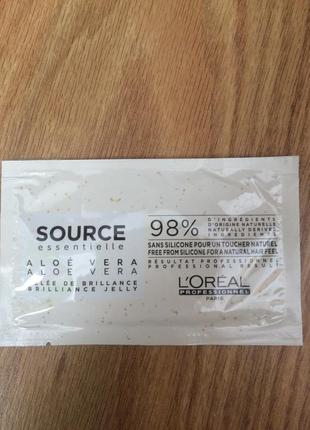 SOURCE
essentielle
ALOÉ VERA
ALOE VERA
GELÉE DE BRILLANCE
BRILLIANCE JELLY
98% D'INGRÉDIENTS
D'ORIGINE NATURELLE
NATURALLY DERIVED
INGREDIENTS
SANS SILICONE POUR UN TOUCHER NATUREL
FREE FROM SILICONE FOR A NATURAL HAIR FEEL
RÉSULTAT PROFESSIONNEL
PROFESSIONAL RESULT
L'ORÉAL
PROFESSIONNEL
PARIS